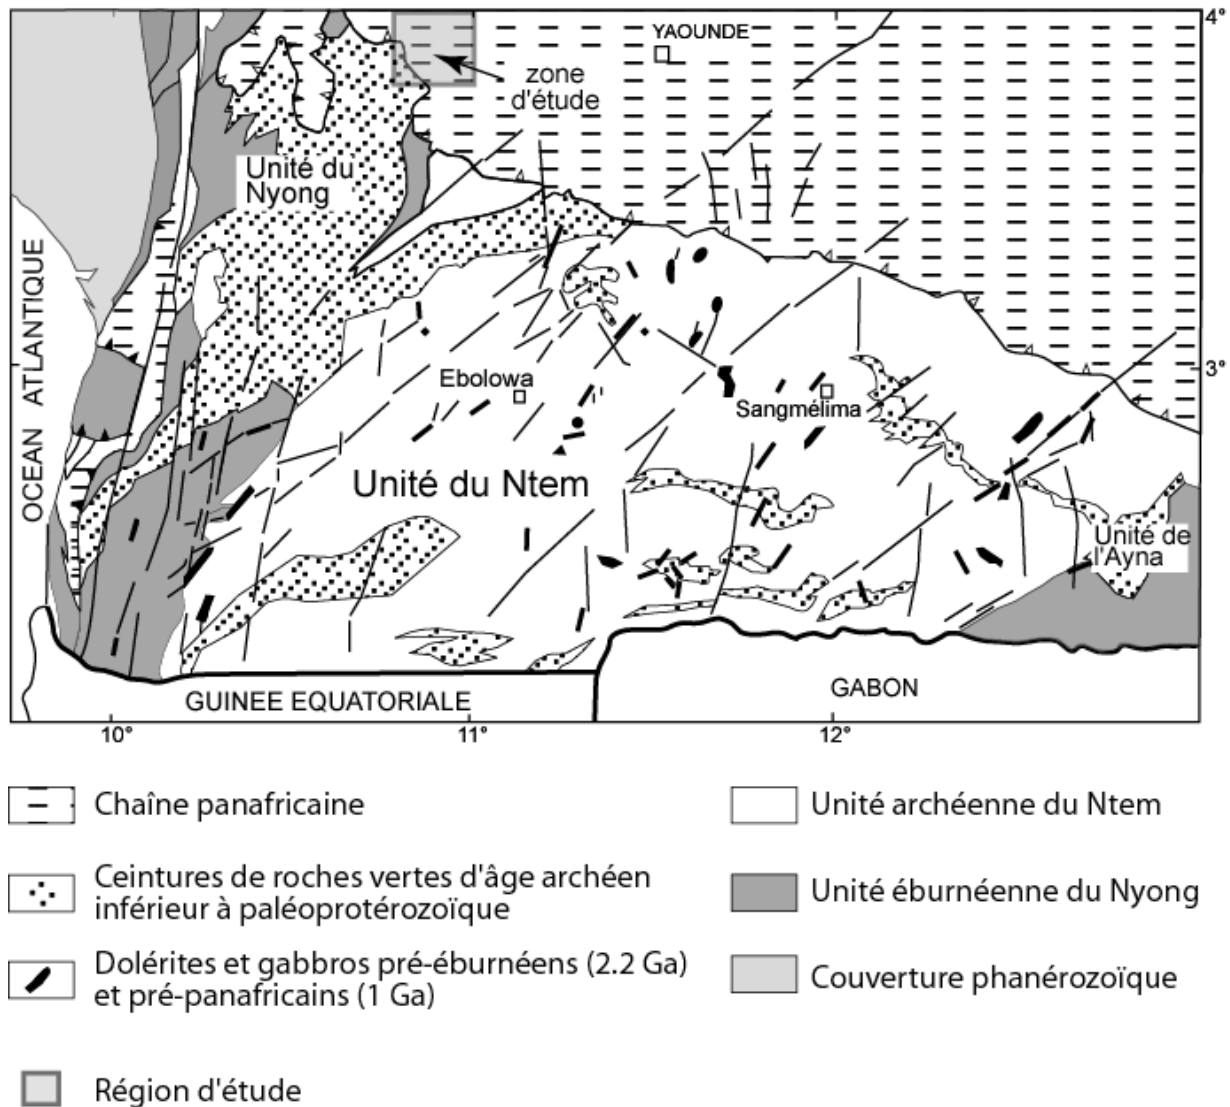 4°
YAOUNDE
zone
d'étude
Unité du
Nyong
OCEAN ATLANTIQUE
3°
Ebolowa
Sangmélima
Unité du Ntem
Unité de
l'Ayna
GUINEE EQUATORIALE
GABON
10°
11°
12°
Chaîne panafricaine
Unité archéenne du Ntem
Ceintures de roches vertes d'âge archéen
inférieur à paléoprotérozoïque
Unité éburnéenne du Nyong
Dolérites et gabbros pré-éburnéens (2.2 Ga)
et pré-panafricains (1 Ga)
Couverture phanérozoïque
Région d'étude